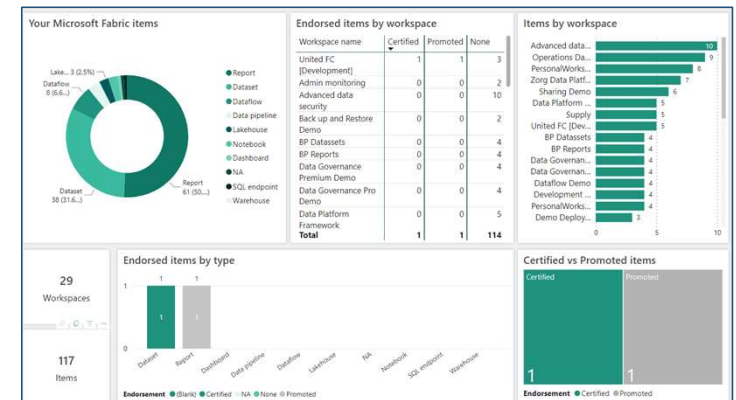 Your Microsoft Fabric items
Lake... 3 (2.5%)
Dataflow
8 (6.6...)
Dataset
38 (31.6...)
Report
61 (50....)
Report
Dataset
Dataflow
Data pipeline
Lakehouse
Notebook
Dashboard
NA
SQL endpoint
Warehouse
Endorsed items by workspace
Workspace name Certified Promoted None
United FC 1 1 3
[Development]
Admin monitoring 0 0 2
Advanced data 0 0 10
security
Back up and Restore 0 0 2
Demo
BP Datassets 0 0 4
BP Reports 0 0 4
Data Governance 0 0 4
Premium Demo
Data Governance Pro 0 0 4
Demo
Data Platform 0 0 5
Framework
Total 1 1 114
Items by workspace
Advanced data... 10
Operations Da... 9
PersonalWorks... 8
Zorg Data Platf... 7
Sharing Demo 6
Data Platform ... 5
Supply 5
United FC [Dev... 5
BP Datassets 4
BP Reports 4
Data Governan... 4
Data Governan... 4
Dataflow Demo 4
Development ... 4
PersonalWorks... 4
Demo Deploy... 3
0 5 10
29
Workspaces
117
Items
Endorsed items by type
1 1
1
1 1
0
Dataset Report Dashboard Data pipeline Dataflow Lakehouse NA Notebook SQL endpoint Warehouse
Endorsement (Blank) Certified NA None Promoted
Certified vs Promoted items
Certified Promoted
1 1
Endorsement Certified Promoted